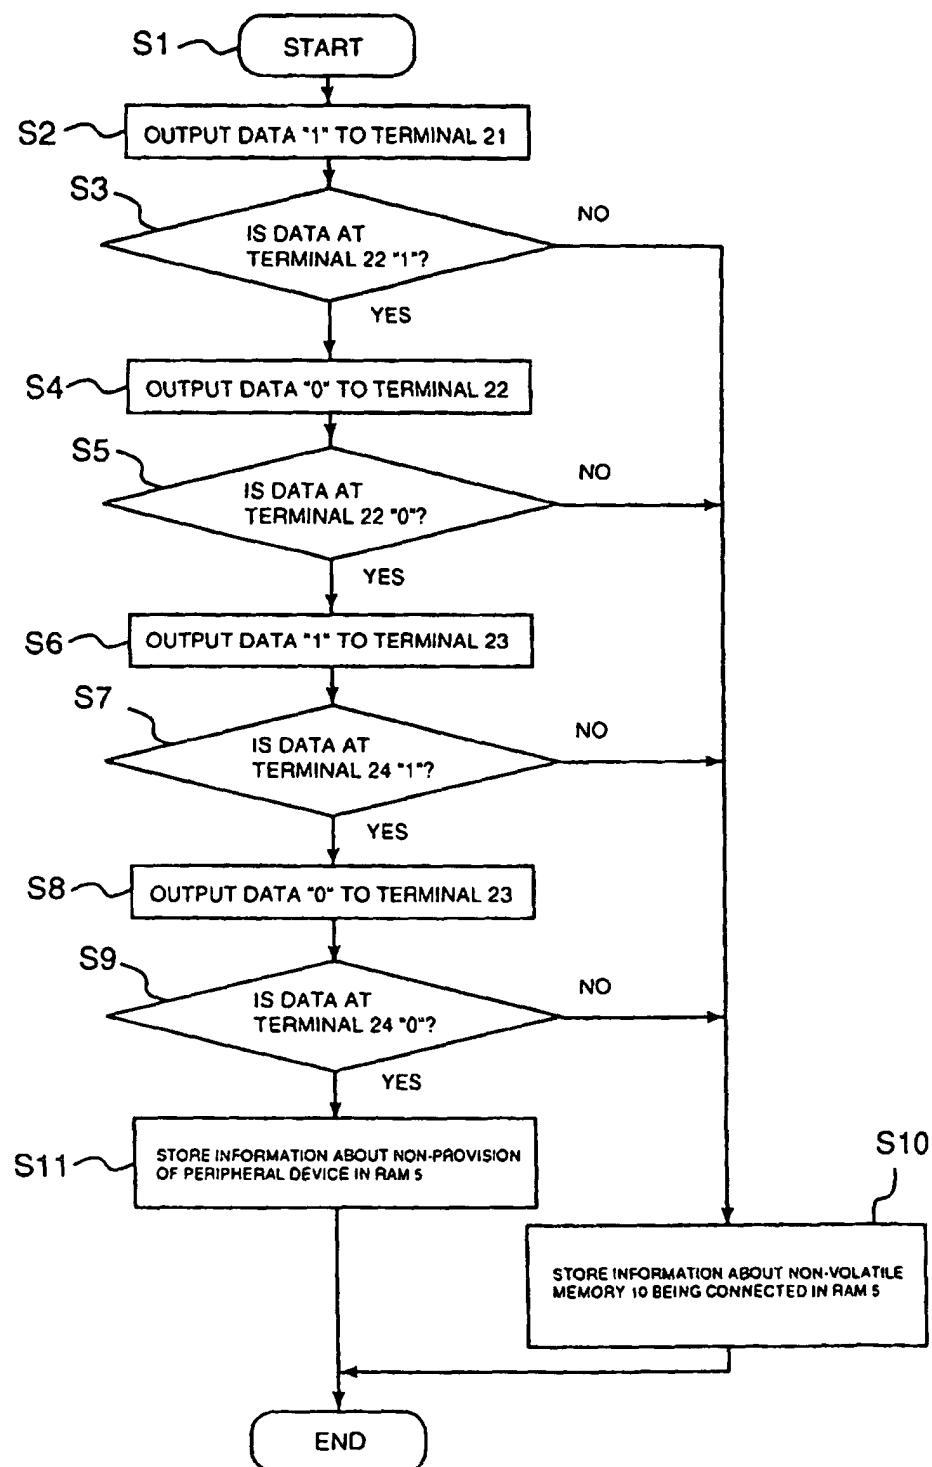 S1
START
S2
OUTPUT DATA "1" TO TERMINAL 21
S3
IS DATA AT
TERMINAL 22 "1"?
NO
YES
S4
OUTPUT DATA "0" TO TERMINAL 22
S5
IS DATA AT
TERMINAL 22 "0"?
NO
YES
S6
OUTPUT DATA "1" TO TERMINAL 23
S7
IS DATA AT
TERMINAL 24 "1"?
NO
YES
S8
OUTPUT DATA "0" TO TERMINAL 23
S9
IS DATA AT
TERMINAL 24 "0"?
NO
YES
S11
STORE INFORMATION ABOUT NON-PROVISION
OF PERIPHERAL DEVICE IN RAM 5
S10
STORE INFORMATION ABOUT NON-VOLATILE
MEMORY 10 BEING CONNECTED IN RAM 5
END